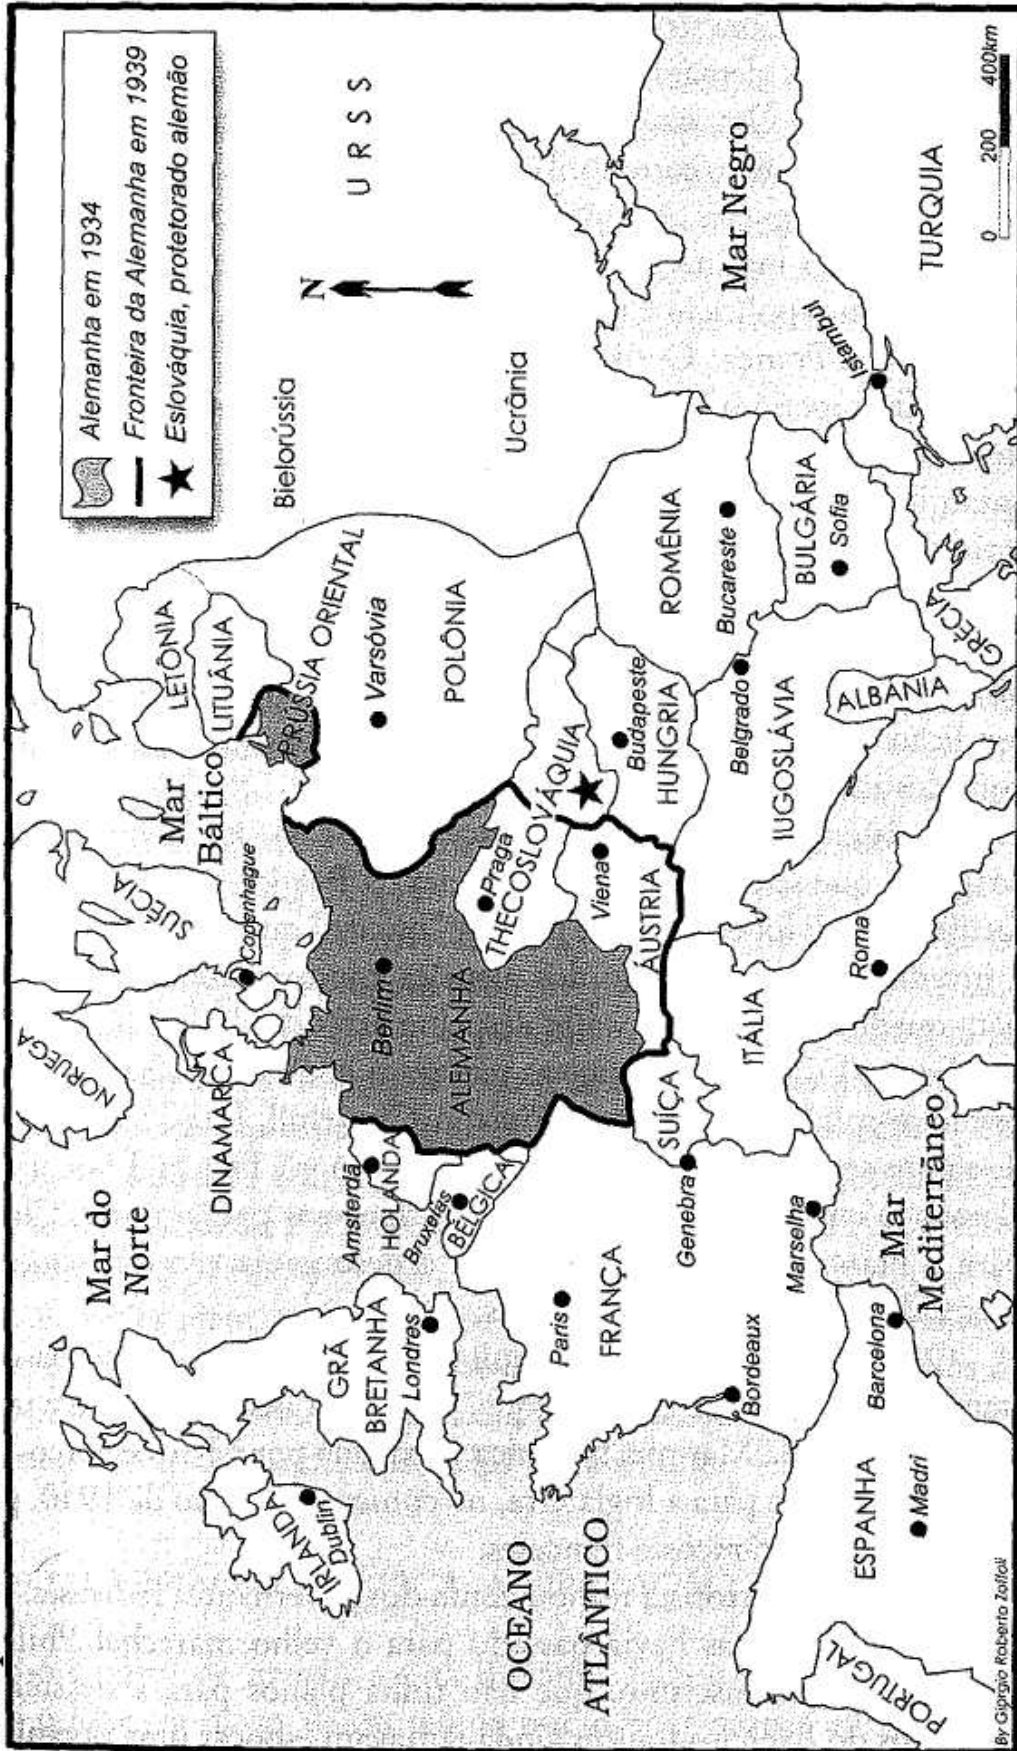 Alemanha em 1934
Fronteira da Alemanha em 1939
Eslováquia, protetorado alemão
N
U R S S
Bielorrússia
Ucrânia
NORUEGA
SUÉCIA
Mar
Báltico
LETÔNIA
LITUÂNIA
PRÚSSIA ORIENTAL
Mar do
Norte
DINAMARCA
Copenhague
IRLANDA
Dublin
GRÃ
BRETANHA
Londres
Amsterdã
HOLANDA
Bruxelas
BÉLGICA
Berlim
ALEMANHA
Varsóvia
POLÔNIA
Praga
THECOSLOVÁQUIA
Viena
ÁUSTRIA
Budapeste
HUNGRIA
ROMÊNIA
Bucareste
Mar Negro
OCEANO
ATLÂNTICO
Paris
FRANÇA
Bordeaux
Genebra
SUÍÇA
Marselha
ITÁLIA
Roma
Belgrado
IUGOSLÁVIA
BULGÁRIA
Sofia
ALBANIA
GRÉCIA
Istambul
TURQUIA
Barcelona
ESPANHA
Madri
PORTUGAL
Mar
Mediterrâneo
0 200 400km
By Giorgio Roberto Zoffoli